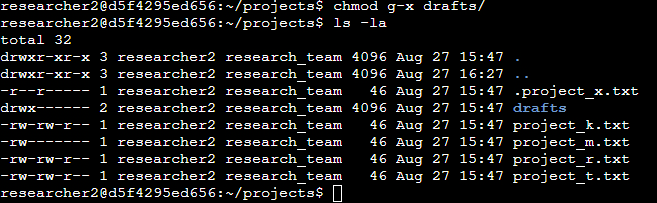 researcher2@d5f4295ed656:~/projects$ chmod g-x drafts/
researcher2@d5f4295ed656:~/projects$ ls -la
total 32
drwxr-xr-x 3 researcher2 research_team 4096 Aug 27 15:47 .
drwxr-xr-x 3 researcher2 research_team 4096 Aug 27 16:27 ..
-r--r----- 1 researcher2 research_team   46 Aug 27 15:47 .project_x.txt
drwx------ 2 researcher2 research_team 4096 Aug 27 15:47 drafts
-rw-rw-r-- 1 researcher2 research_team   46 Aug 27 15:47 project_k.txt
-rw------- 1 researcher2 research_team   46 Aug 27 15:47 project_m.txt
-rw-rw-r-- 1 researcher2 research_team   46 Aug 27 15:47 project_r.txt
-rw-rw-r-- 1 researcher2 research_team   46 Aug 27 15:47 project_t.txt
researcher2@d5f4295ed656:~/projects$